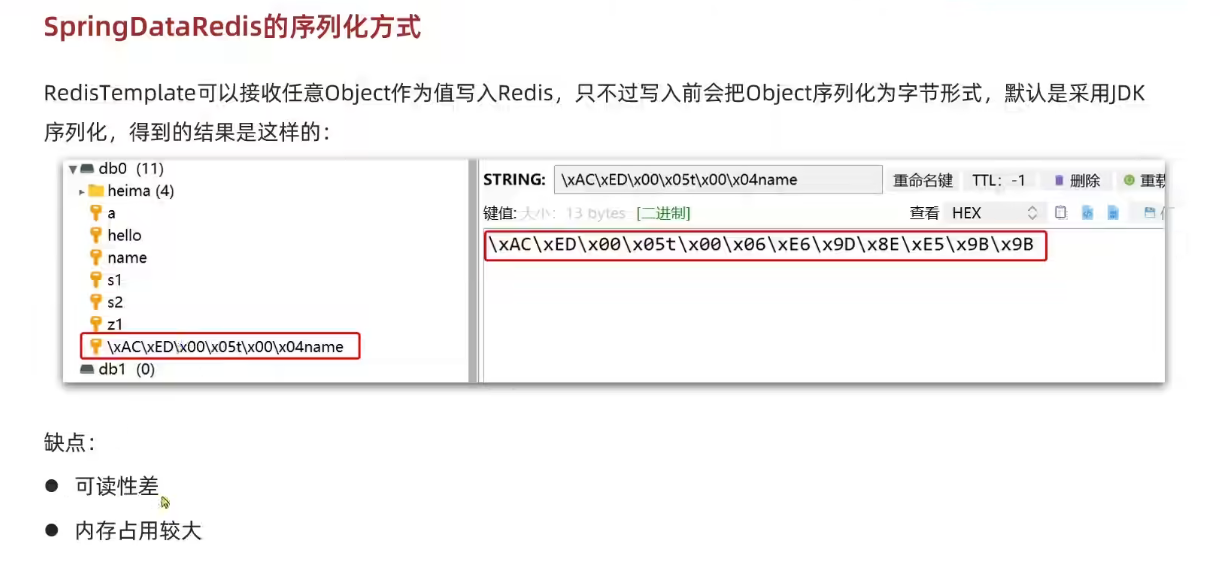 SpringDataRedis的序列化方式
RedisTemplate可以接收任意Object作为值写入Redis，只不过写入前会把Object序列化为字节形式，默认是采用JDK
序列化，得到的结果是这样的：
db0 (11)
heima (4)
a
hello
name
s1
s2
z1
\xAC\xED\x00\x05t\x00\x04name
db1 (0)
STRING: \xAC\xED\x00\x05t\x00\x04name 重命名键 TTL: -1 删除 重载
键值: 大小: 13 bytes [二进制] 查看 HEX
\xAC\xED\x00\x05t\x00\x06\xE6\x9D\x8E\xE5\x9B\x9B
缺点：
● 可读性差
● 内存占用较大